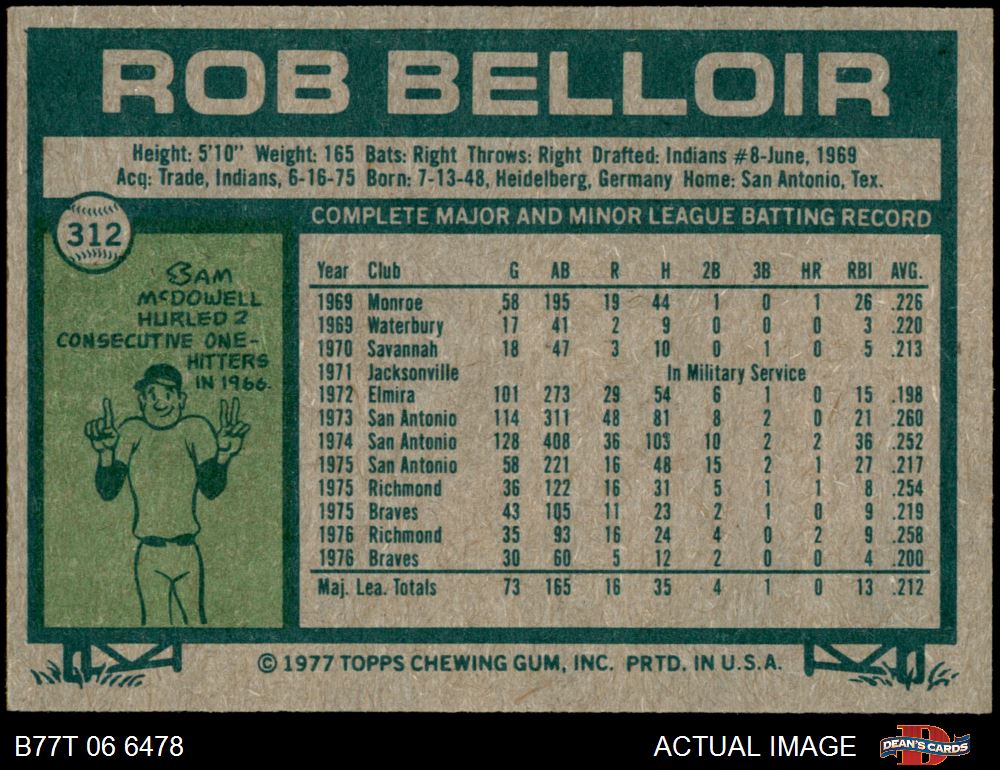 ROB BELLOIR
Height: 5'10" Weight: 165 Bats: Right Throws: Right Drafted: Indians #8-June, 1969
Acq: Trade, Indians, 6-16-75 Born: 7-13-48, Heidelberg, Germany Home: San Antonio, Tex.
312
COMPLETE MAJOR AND MINOR LEAGUE BATTING RECORD
SAM
McDOWELL
HURLED 2
CONSECUTIVE ONE-
HITTERS
IN 1966.
Year Club G AB R H 2B 3B HR RBI AVG.
1969 Monroe 58 195 19 44 1 0 1 26 .226
1969 Waterbury 17 41 2 9 0 0 0 3 .220
1970 Savannah 18 47 3 10 0 1 0 5 .213
1971 Jacksonville In Military Service
1972 Elmira 101 273 29 54 6 1 0 15 .198
1973 San Antonio 114 311 48 81 8 2 0 21 .260
1974 San Antonio 128 408 36 103 10 2 2 36 .252
1975 San Antonio 58 221 16 48 15 2 1 27 .217
1975 Richmond 36 122 16 31 5 1 1 8 .254
1975 Braves 43 105 11 23 2 1 0 9 .219
1976 Richmond 35 93 16 24 4 0 2 9 .258
1976 Braves 30 60 5 12 2 0 0 4 .200
Maj. Lea. Totals 73 165 16 35 4 1 0 13 .212
© 1977 TOPPS CHEWING GUM, INC. PRTD. IN U.S.A.
B77T 06 6478
ACTUAL IMAGE
DEAN'S CARDS